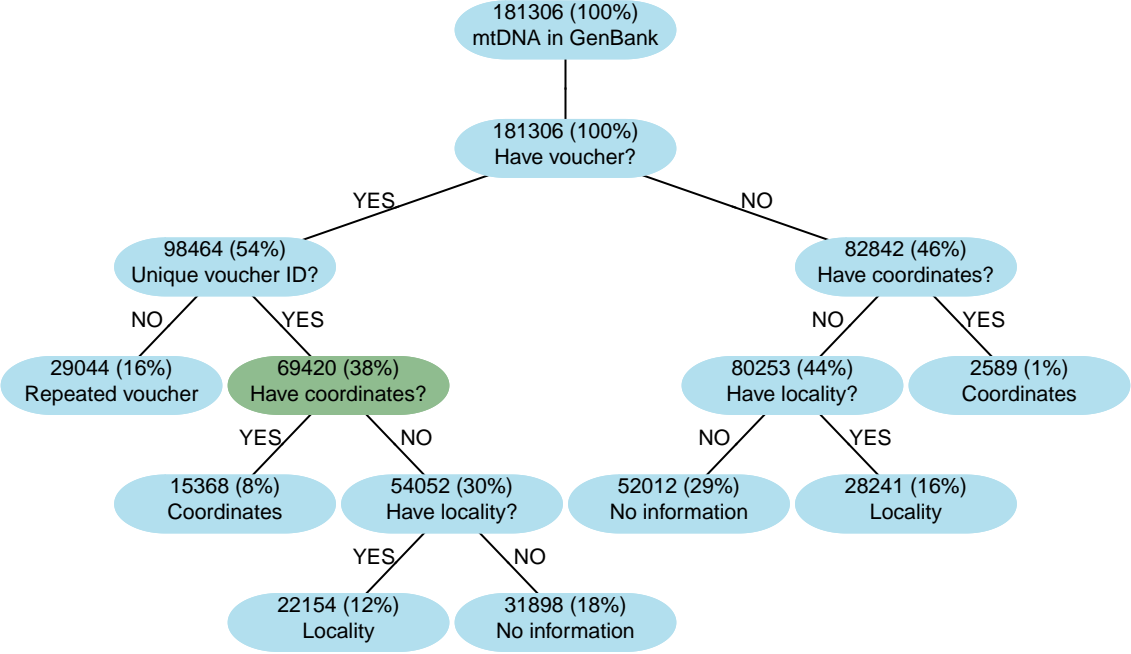 181306 (100%)
mtDNA in GenBank
181306 (100%)
Have voucher?
YES
NO
98464 (54%)
Unique voucher ID?
82842 (46%)
Have coordinates?
NO
YES
NO
YES
29044 (16%)
Repeated voucher
69420 (38%)
Have coordinates?
80253 (44%)
Have locality?
2589 (1%)
Coordinates
YES
NO
NO
YES
15368 (8%)
Coordinates
54052 (30%)
Have locality?
52012 (29%)
No information
28241 (16%)
Locality
YES
NO
22154 (12%)
Locality
31898 (18%)
No information